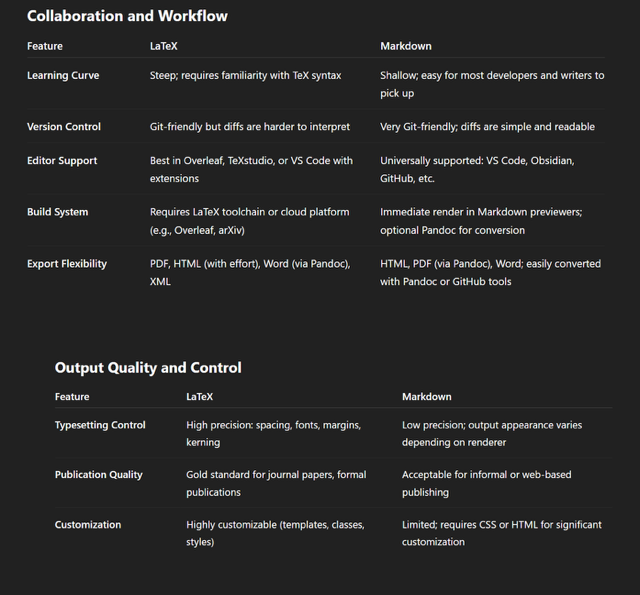 Collaboration and Workflow
Feature LaTeX Markdown
Learning Curve Steep; requires familiarity with TeX syntax Shallow; easy for most developers and writers to
pick up
Version Control Git-friendly but diffs are harder to interpret Very Git-friendly; diffs are simple and readable
Editor Support Best in Overleaf, TeXstudio, or VS Code with Universally supported: VS Code, Obsidian,
extensions GitHub, etc.
Build System Requires LaTeX toolchain or cloud platform Immediate render in Markdown previewers;
(e.g., Overleaf, arXiv) optional Pandoc for conversion
Export Flexibility PDF, HTML (with effort), Word (via Pandoc), HTML, PDF (via Pandoc), Word; easily converted
XML with Pandoc or GitHub tools
Output Quality and Control
Feature LaTeX Markdown
Typesetting Control High precision: spacing, fonts, margins, Low precision; output appearance varies
kerning depending on renderer
Publication Quality Gold standard for journal papers, formal Acceptable for informal or web-based
publications publishing
Customization Highly customizable (templates, classes, Limited; requires CSS or HTML for significant
styles) customization